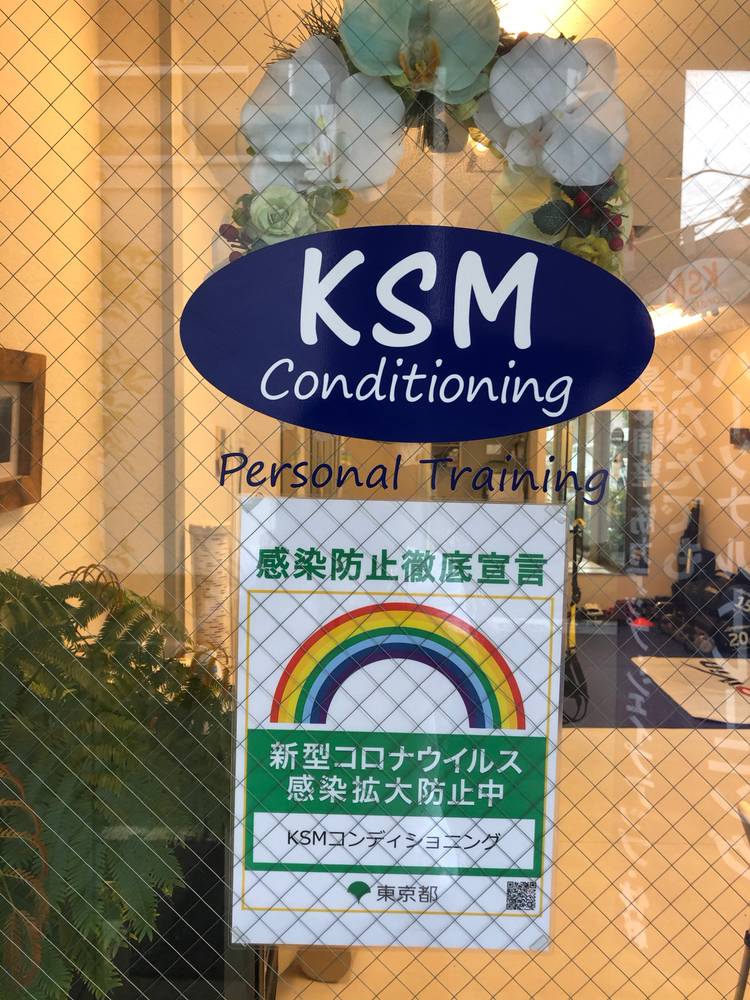 KSM
Conditioning
Personal Training
感染防止徹底宣言
新型コロナウイルス
感染拡大防止中
KSMコンディショニング
東京都